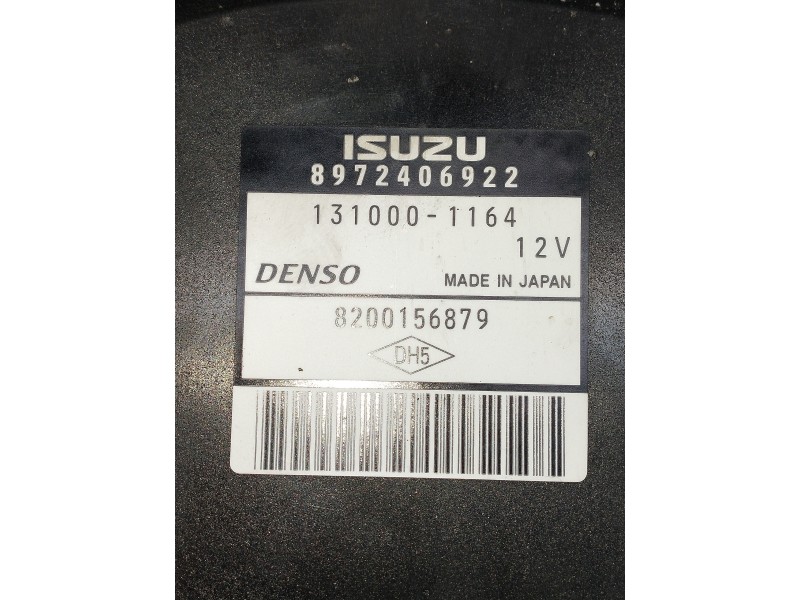 ISUZU
8972406922
131000-1164
12V
DENSO MADE IN JAPAN
8200156879
DH5